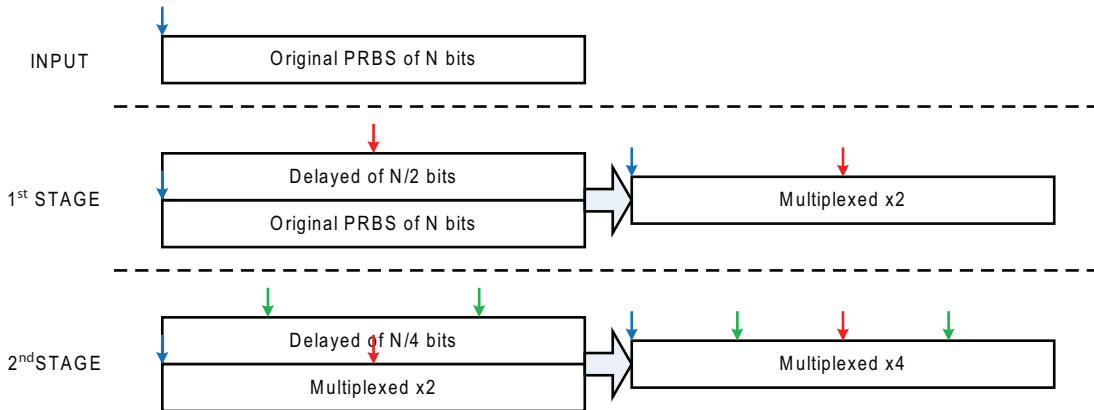 INPUT
Original PRBS of N bits
1st STAGE
Delayed of N/2 bits
Original PRBS of N bits
Multiplexed x2
2ndSTAGE
Delayed of N/4 bits
Multiplexed x2
Multiplexed x4